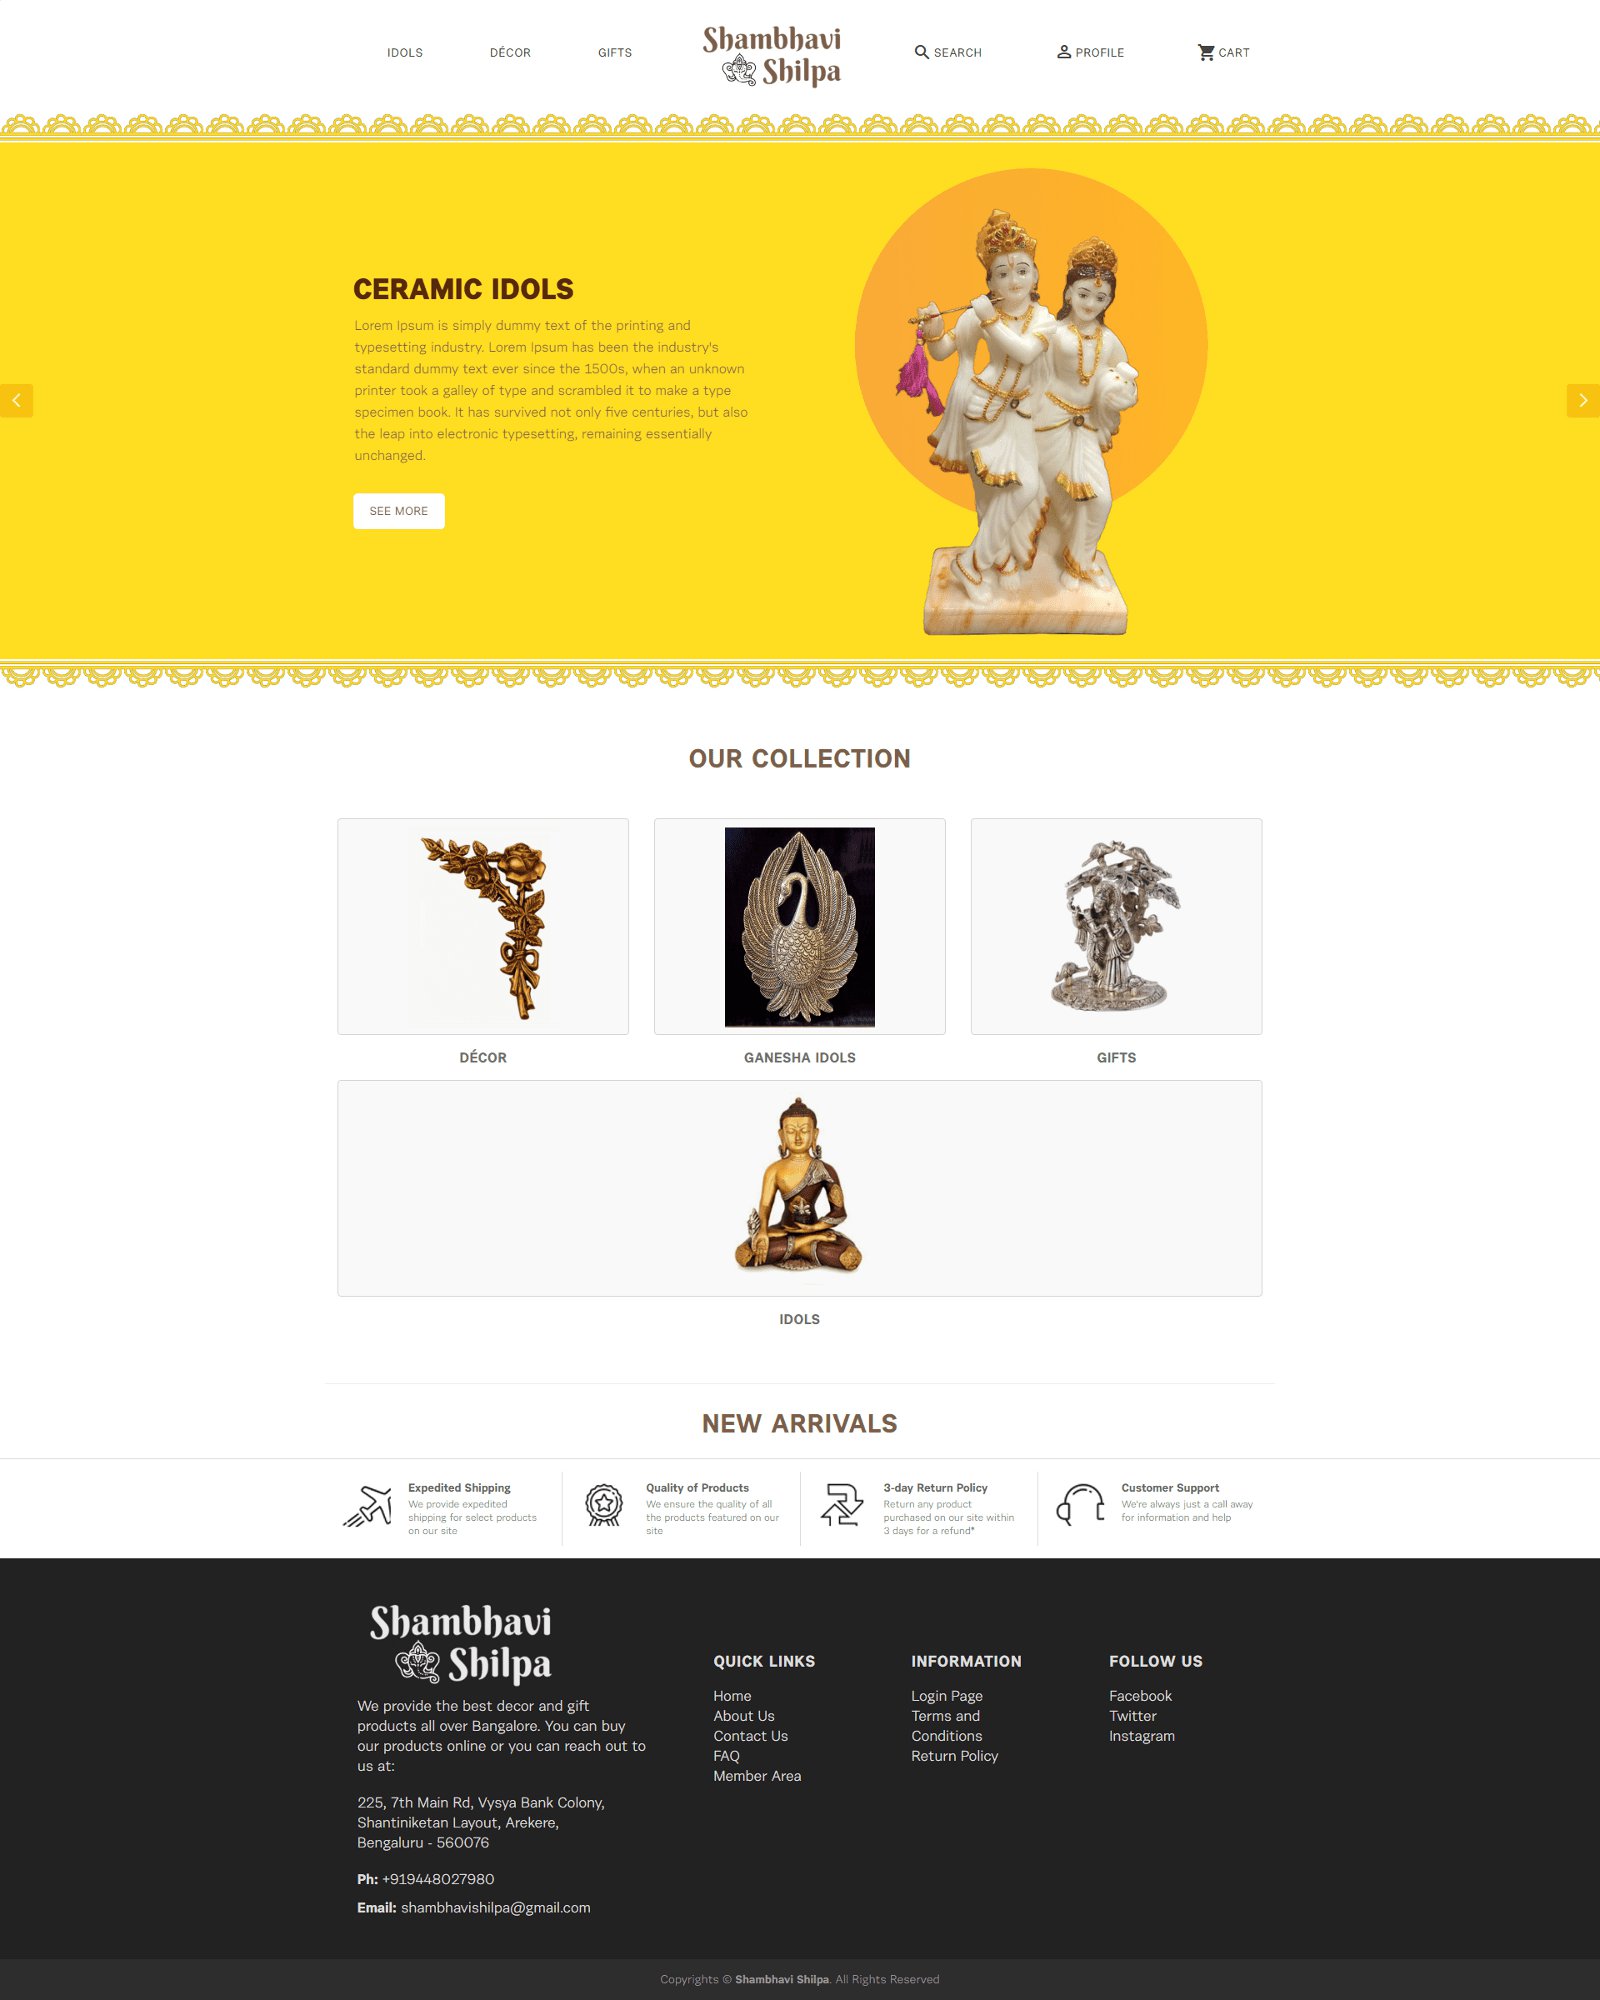 IDOLS
DÉCOR
GIFTS
Shambhavi
Shilpa
SEARCH
PROFILE
CART
CERAMIC IDOLS
Lorem Ipsum is simply dummy text of the printing and
typesetting industry. Lorem Ipsum has been the industry's
standard dummy text ever since the 1500s, when an unknown
printer took a galley of type and scrambled it to make a type
specimen book. It has survived not only five centuries, but also
the leap into electronic typesetting, remaining essentially
unchanged.
SEE MORE
OUR COLLECTION
DÉCOR
GANESHA IDOLS
GIFTS
IDOLS
NEW ARRIVALS
Expedited Shipping
We provide expedited
shipping for select products
on our site
Quality of Products
We ensure the quality of all
the products featured on our
site
3-day Return Policy
Return any product
purchased on our site within
3 days for a refund*
Customer Support
We're always just a call away
for information and help
Shambhavi
Shilpa
We provide the best decor and gift
products all over Bangalore. You can buy
our products online or you can reach out to
us at:
225, 7th Main Rd, Vysya Bank Colony,
Shantiniketan Layout, Arekere,
Bengaluru - 560076
Ph: +919448027980
Email: shambhavishilpa@gmail.com
QUICK LINKS
Home
About Us
Contact Us
FAQ
Member Area
INFORMATION
Login Page
Terms and
Conditions
Return Policy
FOLLOW US
Facebook
Twitter
Instagram
Copyrights © Shambhavi Shilpa. All Rights Reserved